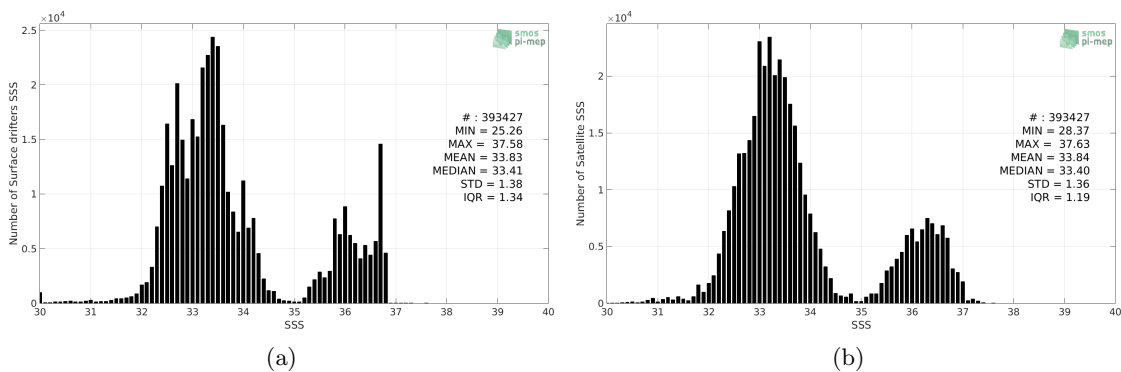 ×10⁴
2.5
2
1.5
1
0.5
0
30 31 32 33 34 35 36 37 38 39 40
SSS
Number of Surface drifters SSS
smos
pi-mep
# : 393427
MIN = 25.26
MAX = 37.58
MEAN = 33.83
MEDIAN = 33.41
STD = 1.38
IQR = 1.34
(a)
×10⁴
2
1.5
1
0.5
0
30 31 32 33 34 35 36 37 38 39 40
SSS
Number of Satellite SSS
smos
pi-mep
# : 393427
MIN = 28.37
MAX = 37.63
MEAN = 33.84
MEDIAN = 33.40
STD = 1.36
IQR = 1.19
(b)